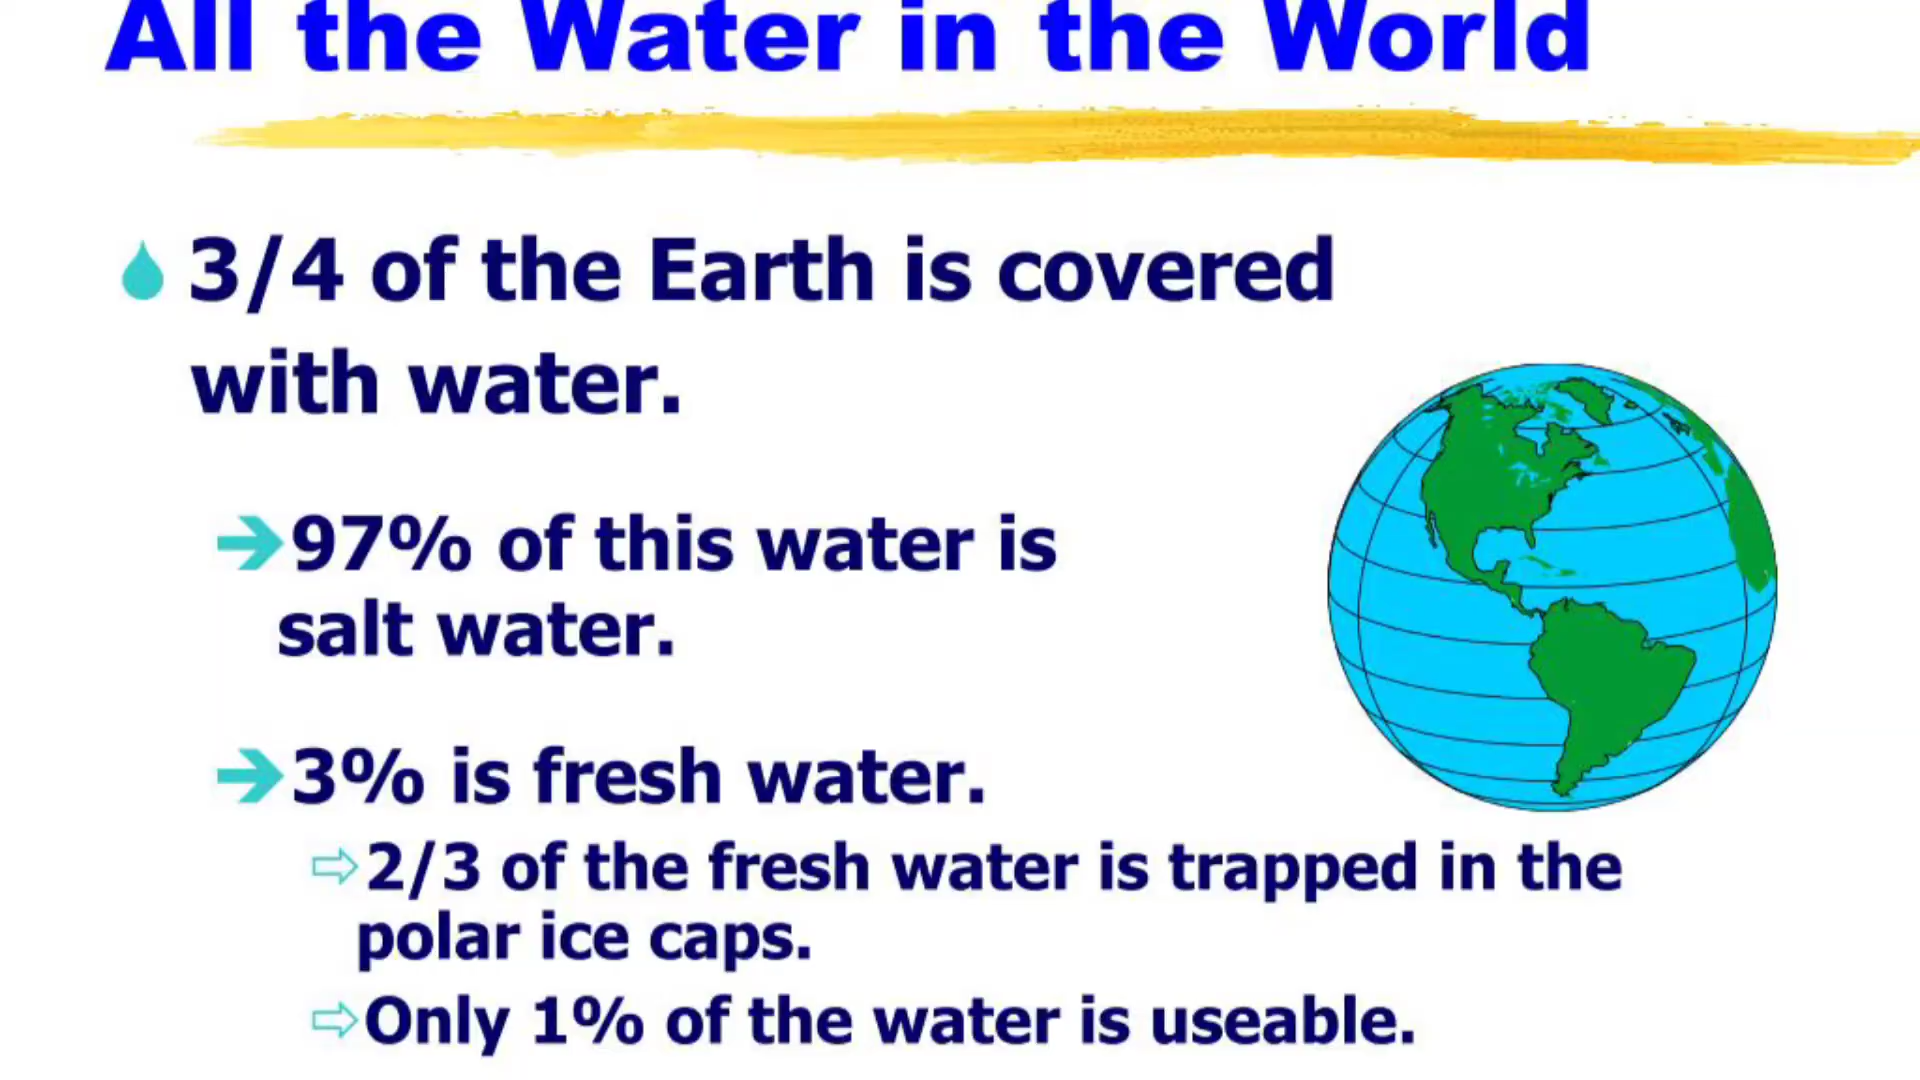 All the Water in the World
3/4 of the Earth is covered
with water.
97% of this water is
salt water.
3% is fresh water.
2/3 of the fresh water is trapped in the
polar ice caps.
Only 1% of the water is useable.